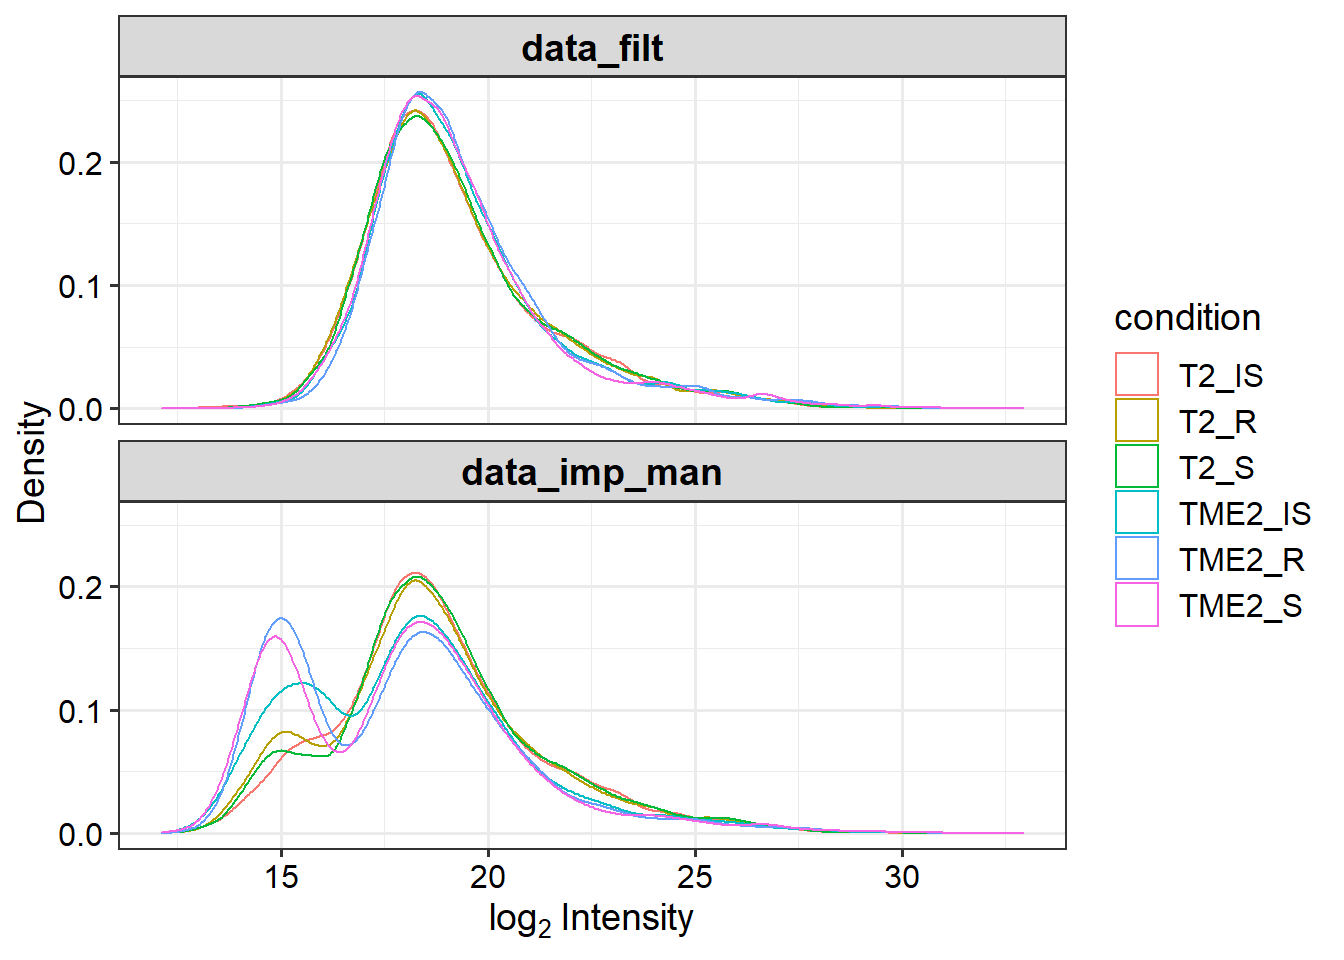 data_filt
0.2
0.1
0.0
Density
data_imp_man
0.2
0.1
0.0
15 20 25 30
log2 Intensity
condition
T2_IS
T2_R
T2_S
TME2_IS
TME2_R
TME2_S